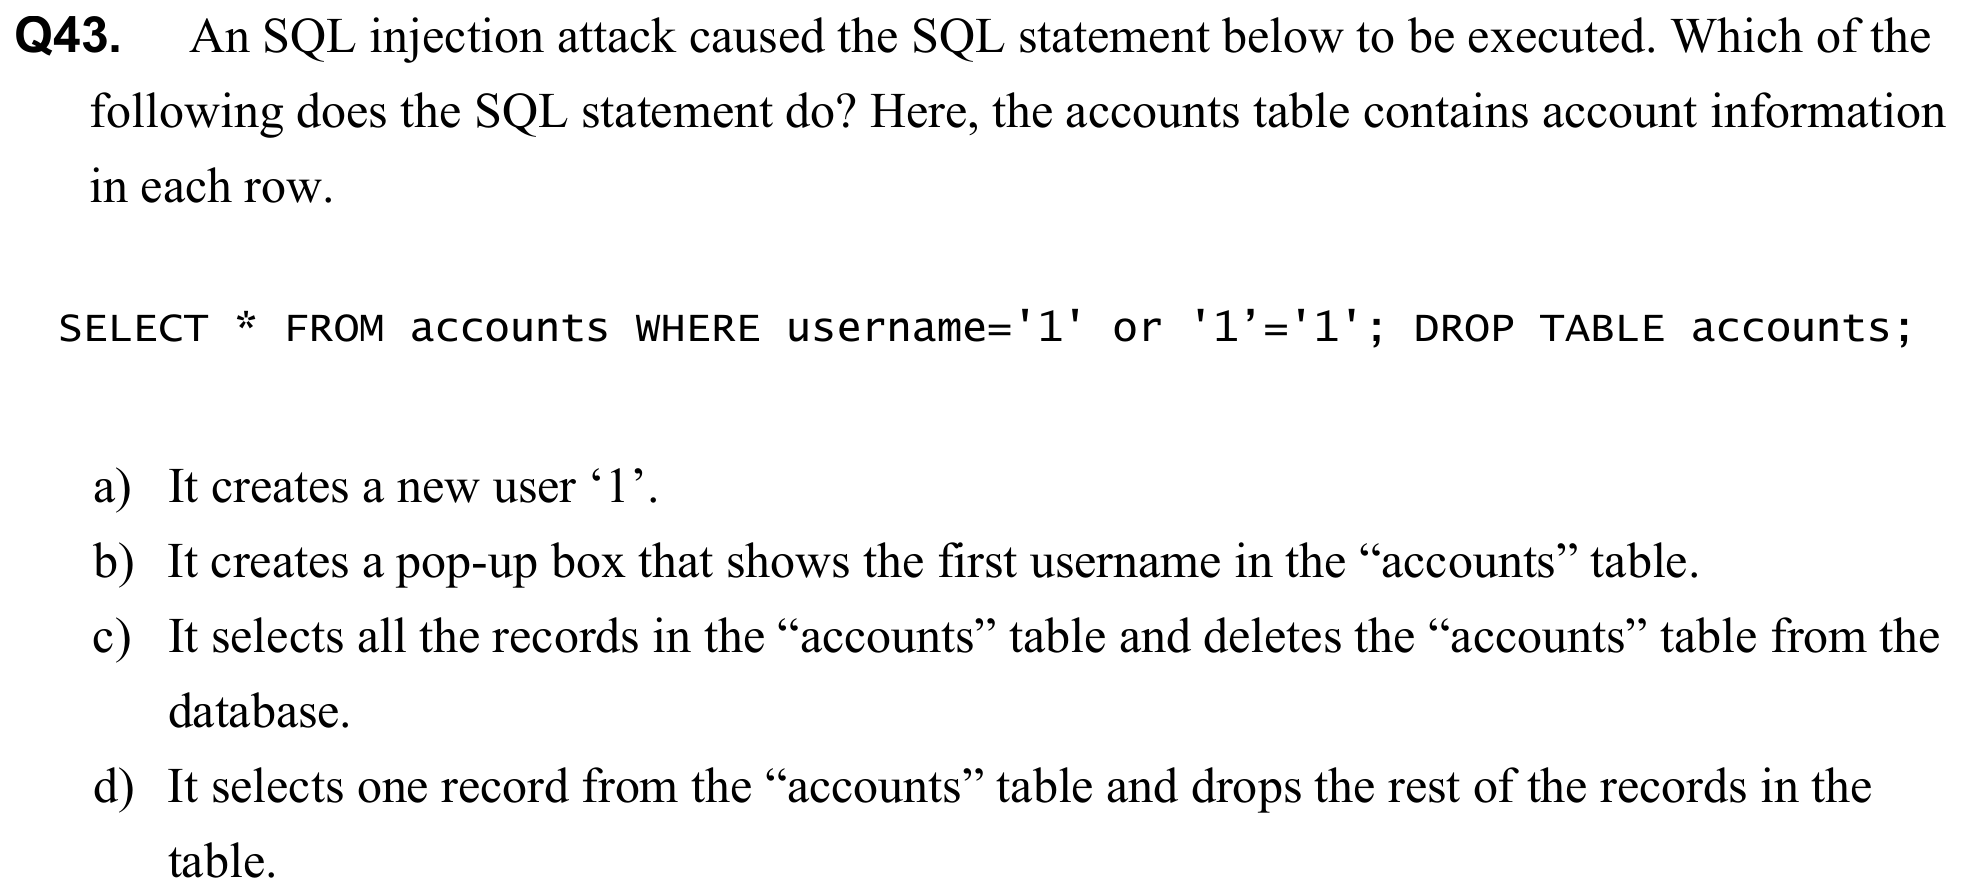 Q43. An SQL injection attack caused the SQL statement below to be executed. Which of the
following does the SQL statement do? Here, the accounts table contains account information
in each row.
SELECT * FROM accounts WHERE username='1' or '1’='1'; DROP TABLE accounts;
a) It creates a new user ‘1’.
b) It creates a pop-up box that shows the first username in the “accounts” table.
c) It selects all the records in the “accounts” table and deletes the “accounts” table from the
database.
d) It selects one record from the “accounts” table and drops the rest of the records in the
table.